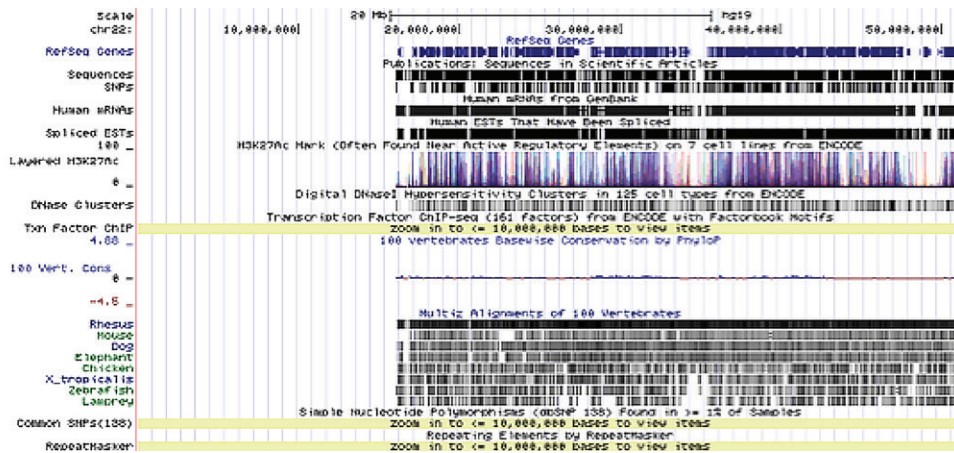 Scale 20 Mb hg19
chr22: 10,000,000 20,000,000 30,000,000 40,000,000 50,000,000
RefSeq Genes
RefSeq Genes
Publications: Sequences in Scientific Articles
Sequences
SNPs
Human mRNAs from GenBank
Human mRNAs
Human ESTs That Have Been Spliced
Spliced ESTs
H3K27Ac Mark (Often Found Near Active Regulatory Elements) on 7 cell lines from ENCODE
100 _
Layered H3K27Ac
0 _
Digital DNaseI Hypersensitivity Clusters in 125 cell types from ENCODE
DNase Clusters
Transcription Factor ChIP-seq (161 factors) from ENCODE with Factorbook Motifs
Txn Factor ChIP zoom in to <= 10,000,000 bases to view items
100 vertebrates Basewise Conservation by PhyloP
4.88 _
100 Vert. Cons
0 _
-4.5 _
Multiz Alignments of 100 Vertebrates
Rhesus
Mouse
Dog
Elephant
Chicken
X_tropicalis
Zebrafish
Lamprey
Simple Nucleotide Polymorphisms (dbSNP 138) Found in >= 1% of Samples
Common SNPs(138) zoom in to <= 10,000,000 bases to view items
Repeating Elements by RepeatMasker
RepeatMasker zoom in to <= 10,000,000 bases to view items